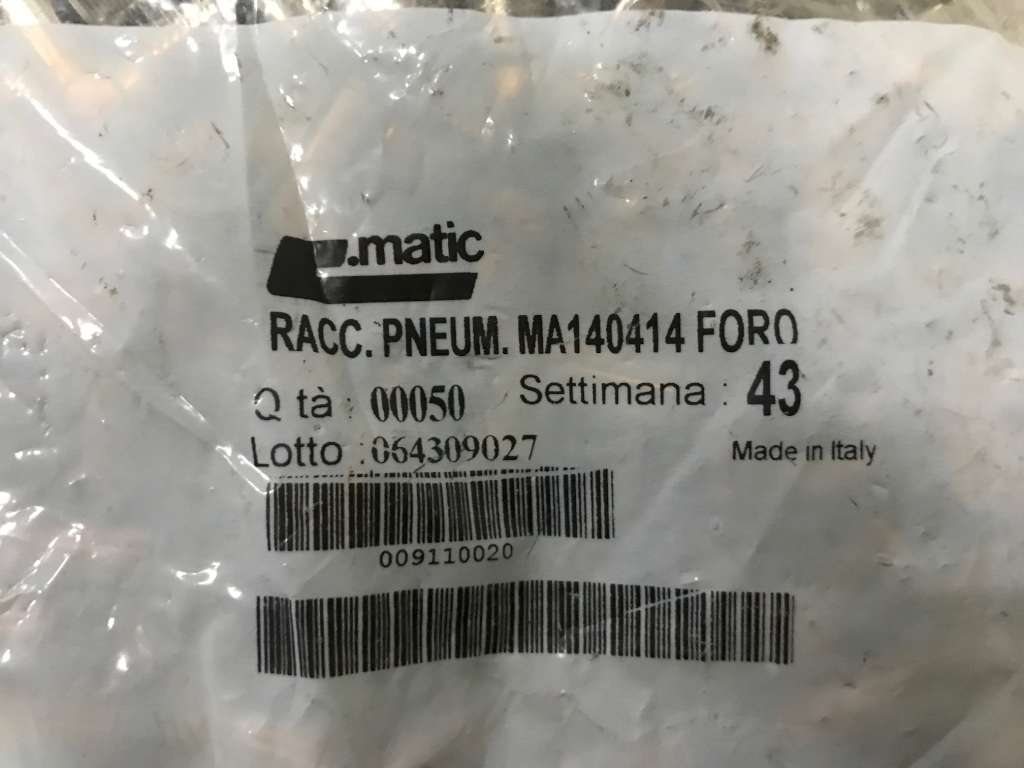 .matic
RACC. PNEUM. MA140414 FORO
Q tà : 00050 Settimana : 43
Lotto :064309027 Made in Italy
009110020